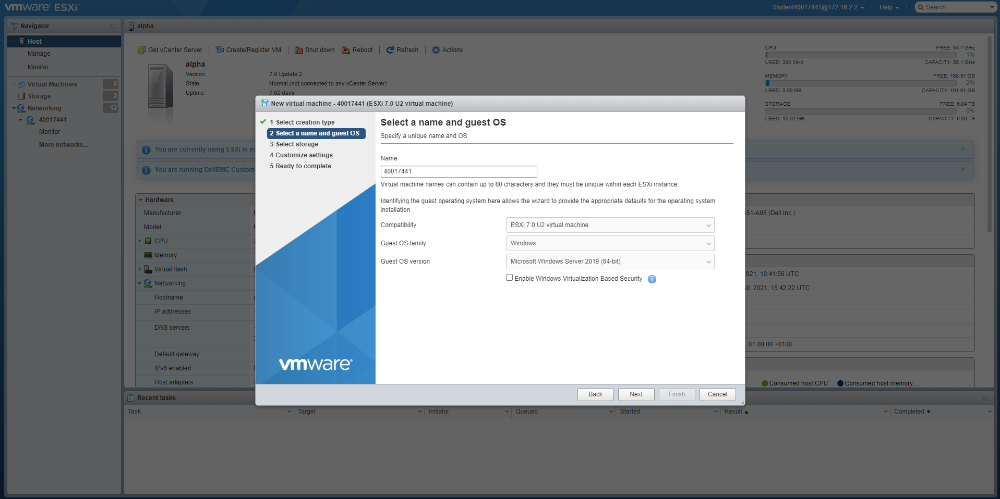 vmware ESXi™
Student40017441@172.16.2.2 | Help | Search
Navigator
Host
Manage
Monitor
Virtual Machines 0
Storage 2
Networking 12
40017441
Monitor
More networks...
alpha
Get vCenter Server | Create/Register VM | Shut down Reboot | Refresh | Actions
alpha
Version: 7.0 Update 2
State: Normal (not connected to any vCenter Server)
Uptime: 7.02 days
CPU FREE: 54.7 GHz
1%
USED: 380 MHz CAPACITY: 55.1 GHz
MEMORY FREE: 188.51 GB
2%
USED: 3.09 GB CAPACITY: 191.61 GB
STORAGE FREE: 6.84 TB
0%
USED: 15.92 GB CAPACITY: 6.86 TB
You are currently using ESXi in
You are running DellEMC Custom
Hardware
Manufacturer
Model
CPU
Memory
Virtual flash
Networking
Hostname
IP addresses
DNS servers
Default gateway
IPv6 enabled
Host adapters
51-A05 (Dell Inc.)
021, 16:41:56 UTC
0, 2021, 15:42:22 UTC
, 01:00:00 +0100
Consumed host CPU Consumed host memory...
New virtual machine - 40017441 (ESXi 7.0 U2 virtual machine)
1 Select creation type
2 Select a name and guest OS
3 Select storage
4 Customize settings
5 Ready to complete
vmware®
Select a name and guest OS
Specify a unique name and OS
Name
40017441
Virtual machine names can contain up to 80 characters and they must be unique within each ESXi instance.
Identifying the guest operating system here allows the wizard to provide the appropriate defaults for the operating system
installation.
Compatibility ESXi 7.0 U2 virtual machine
Guest OS family Windows
Guest OS version Microsoft Windows Server 2019 (64-bit)
Enable Windows Virtualization Based Security
Back Next Finish Cancel
Recent tasks
Task Target Initiator Queued Started Result ▲ Completed ▼